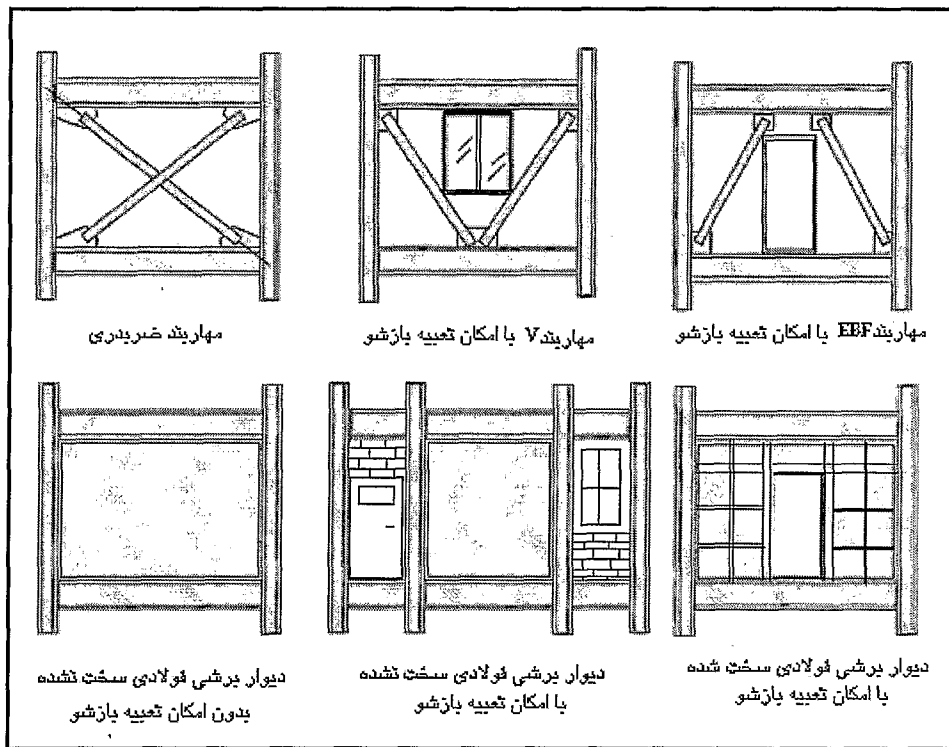 مهاربند EBF با امکان تعبیه بازشو
مهاربند V با امکان تعبیه بازشو
مهاربند ضربدری
دیوار برشی فولادی سخت شده
با امکان تعبیه بازشو
دیوار برشی فولادی سخت نشده
با امکان تعبیه بازشو
دیوار برشی فولادی سخت نشده
بدون امکان تعبیه بازشو